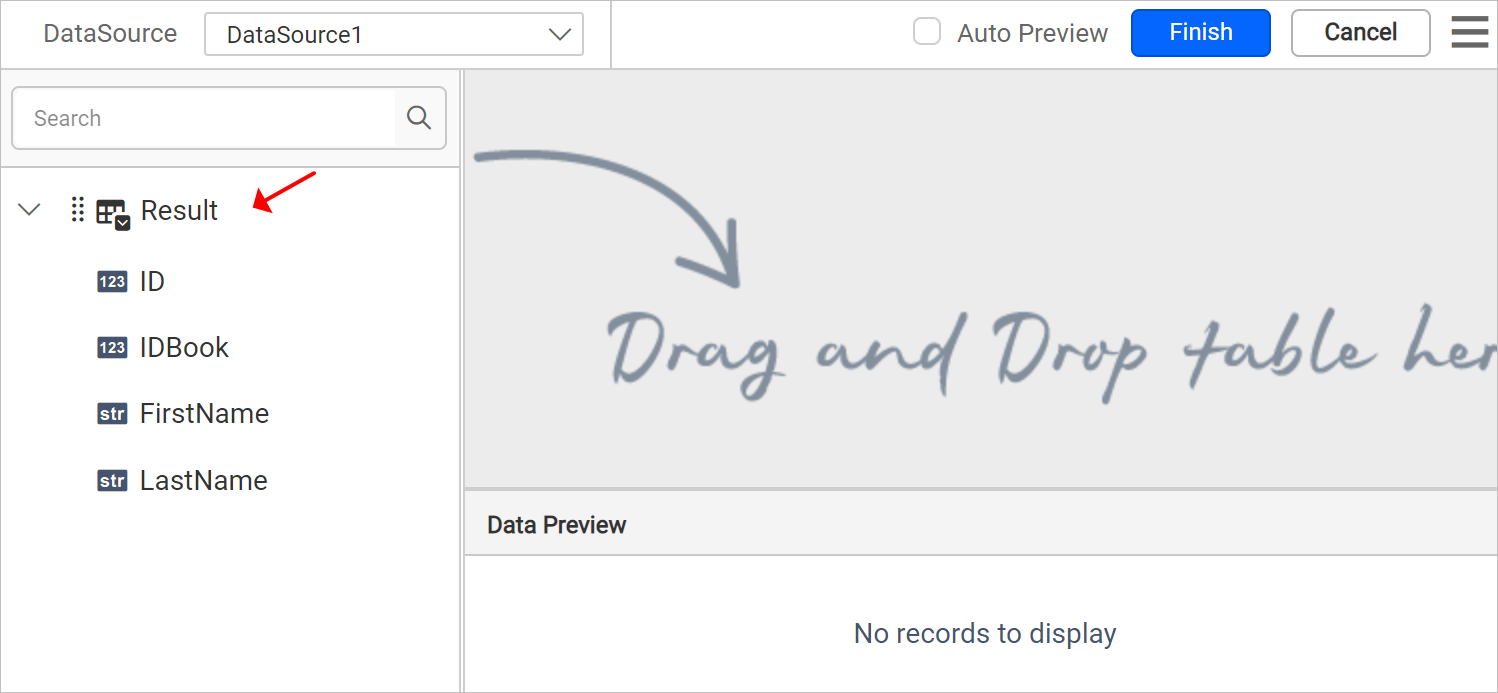 DataSource DataSource1 Auto Preview Finish Cancel
Search
Result
123 ID
123 IDBook
str FirstName
str LastName
Drag and Drop table
Data Preview
No records to display